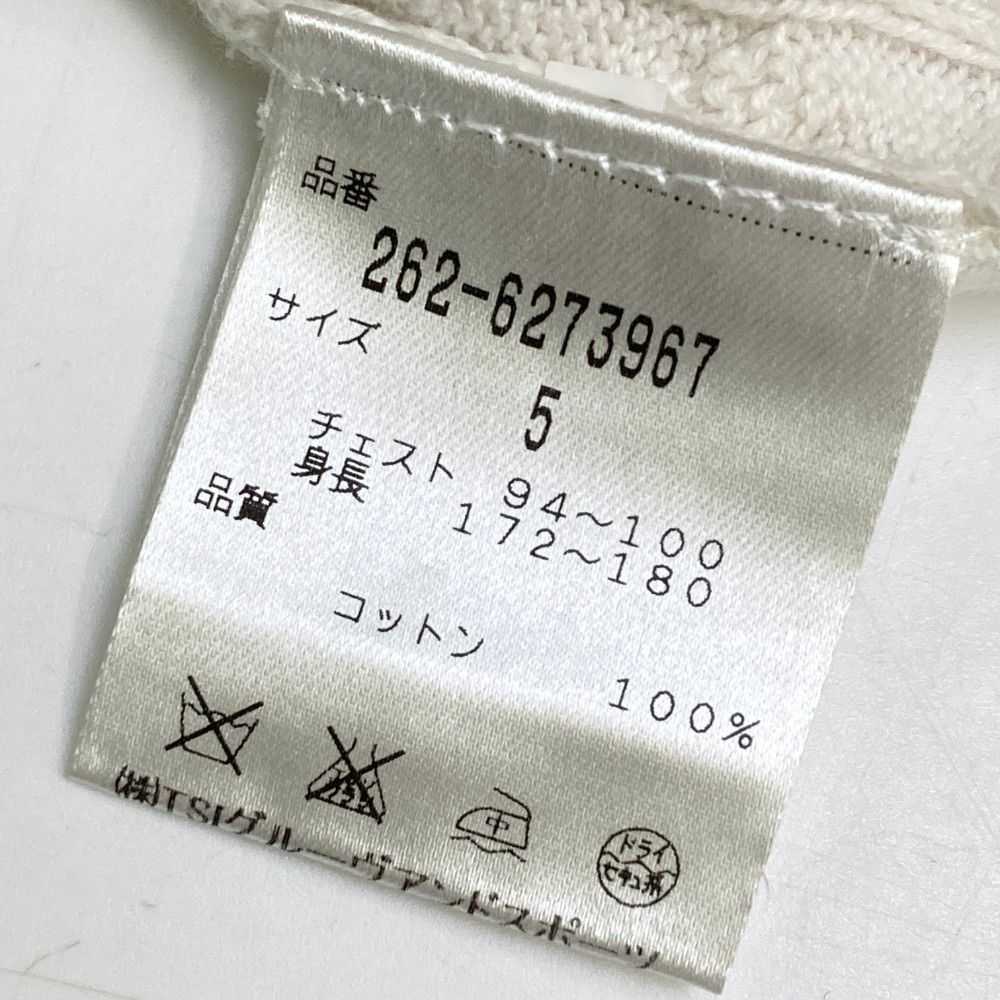 品番
262-6273967
サイズ
5
チェスト 94～100
身長 172～180
品質
コットン 100%
中
ドライ
セキユ系
(株)TSIグルーヴアンドスポーツ